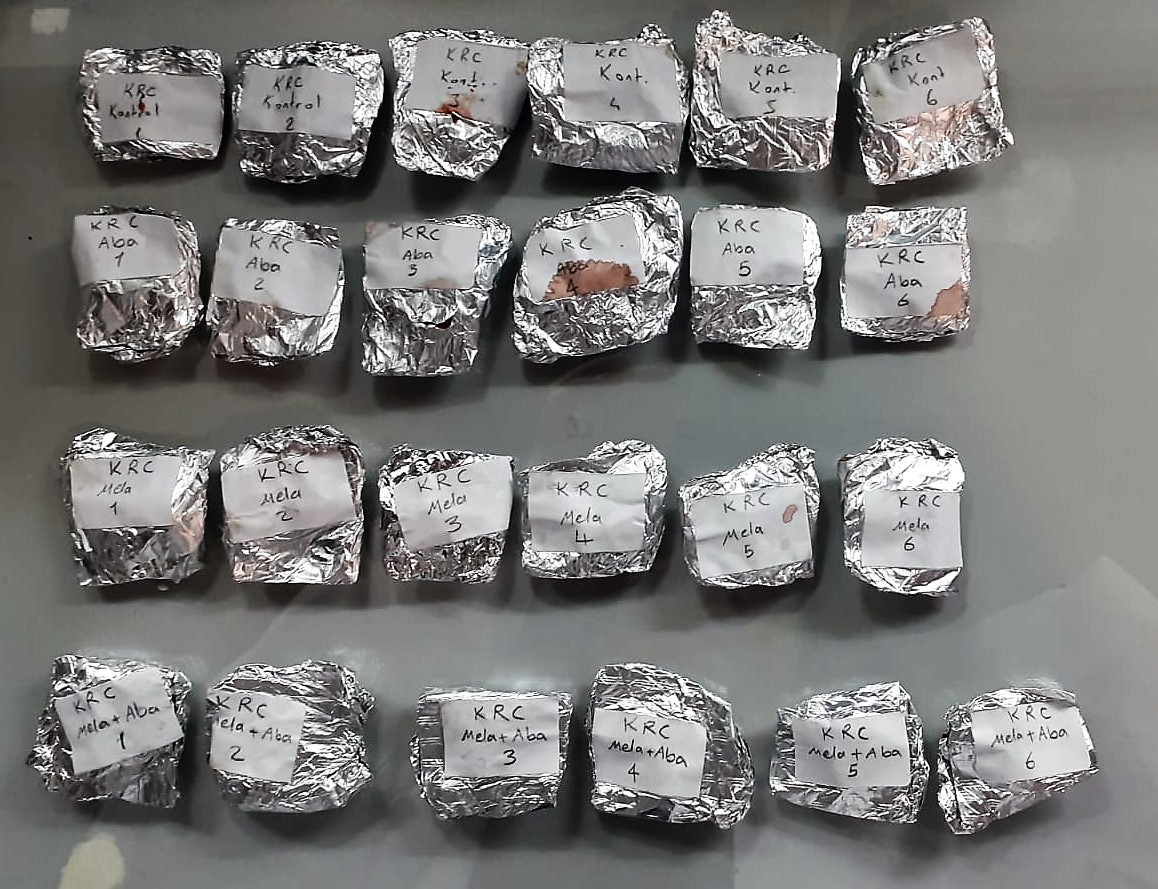 KRC
Kontrol
1
KRC
Kontrol
2
KRC
Kont.
3
KRC
Kont.
4
KRC
Kont.
5
KRC
Kont
6
KRC
Aba
1
KRC
Aba
2
KRC
Aba
3
KRC
Aba
4
KRC
Aba
5
KRC
Aba
6
KRC
Mela
1
KRC
Mela
2
KRC
Mela
3
KRC
Mela
4
KRC
Mela
5
KRC
Mela
6
KRC
Mela+Aba
1
KRC
ela+Aba
2
KRC
Mela+Aba
3
KRC
Mela+Aba
4
KRC
Mela+Aba
5
KRC
Mela+Aba
6